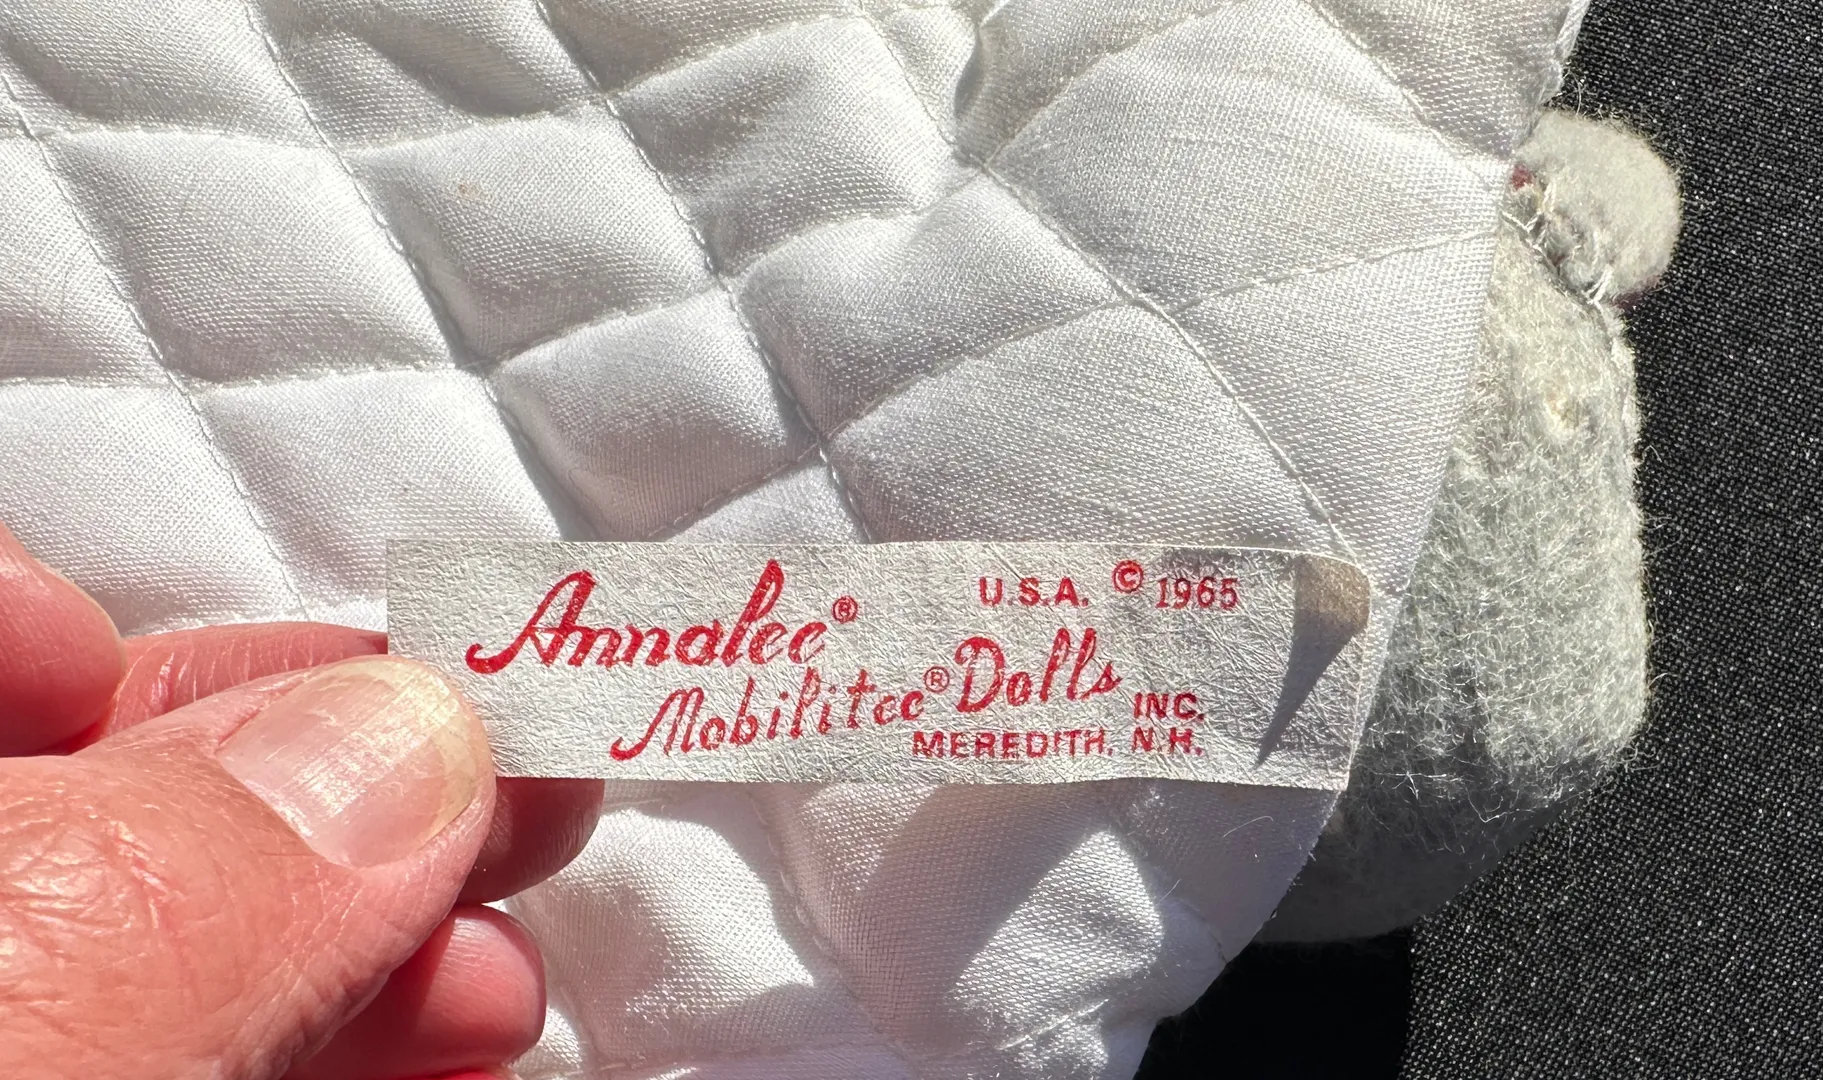 Annalee® U.S.A. © 1965
Mobilitee® Dolls INC.
MEREDITH, N.H.